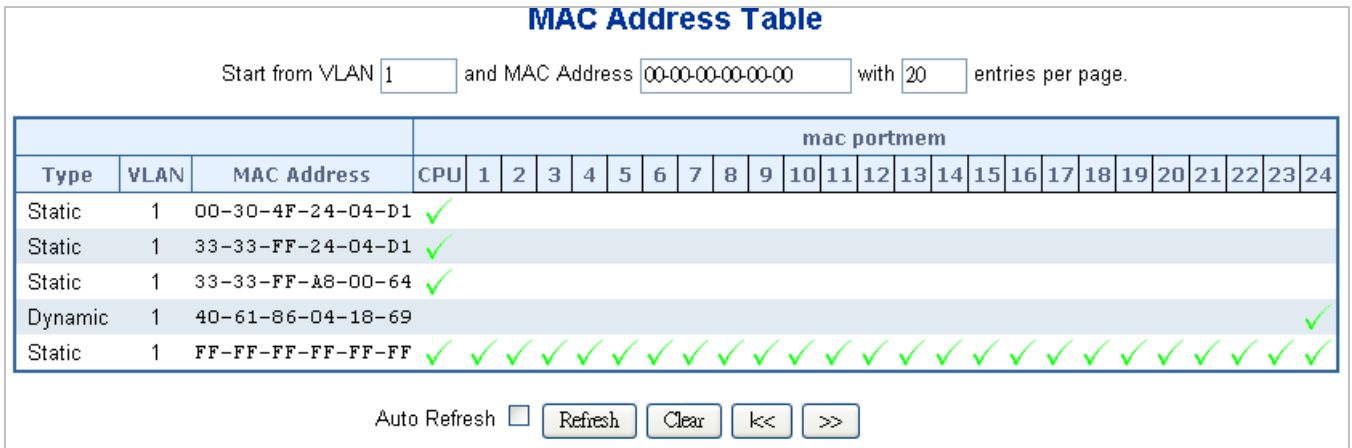 MAC Address Table
Start from VLAN 1 and MAC Address 00-00-00-00-00-00 with 20 entries per page.
mac portmem
Type VLAN MAC Address CPU 1 2 3 4 5 6 7 8 9 10 11 12 13 14 15 16 17 18 19 20 21 22 23 24
Static 1 00-30-4F-24-04-D1
Static 1 33-33-FF-24-04-D1
Static 1 33-33-FF-A8-00-64
Dynamic 1 40-61-86-04-18-69
Static 1 FF-FF-FF-FF-FF-FF
Auto Refresh Refresh Clear |<< >>